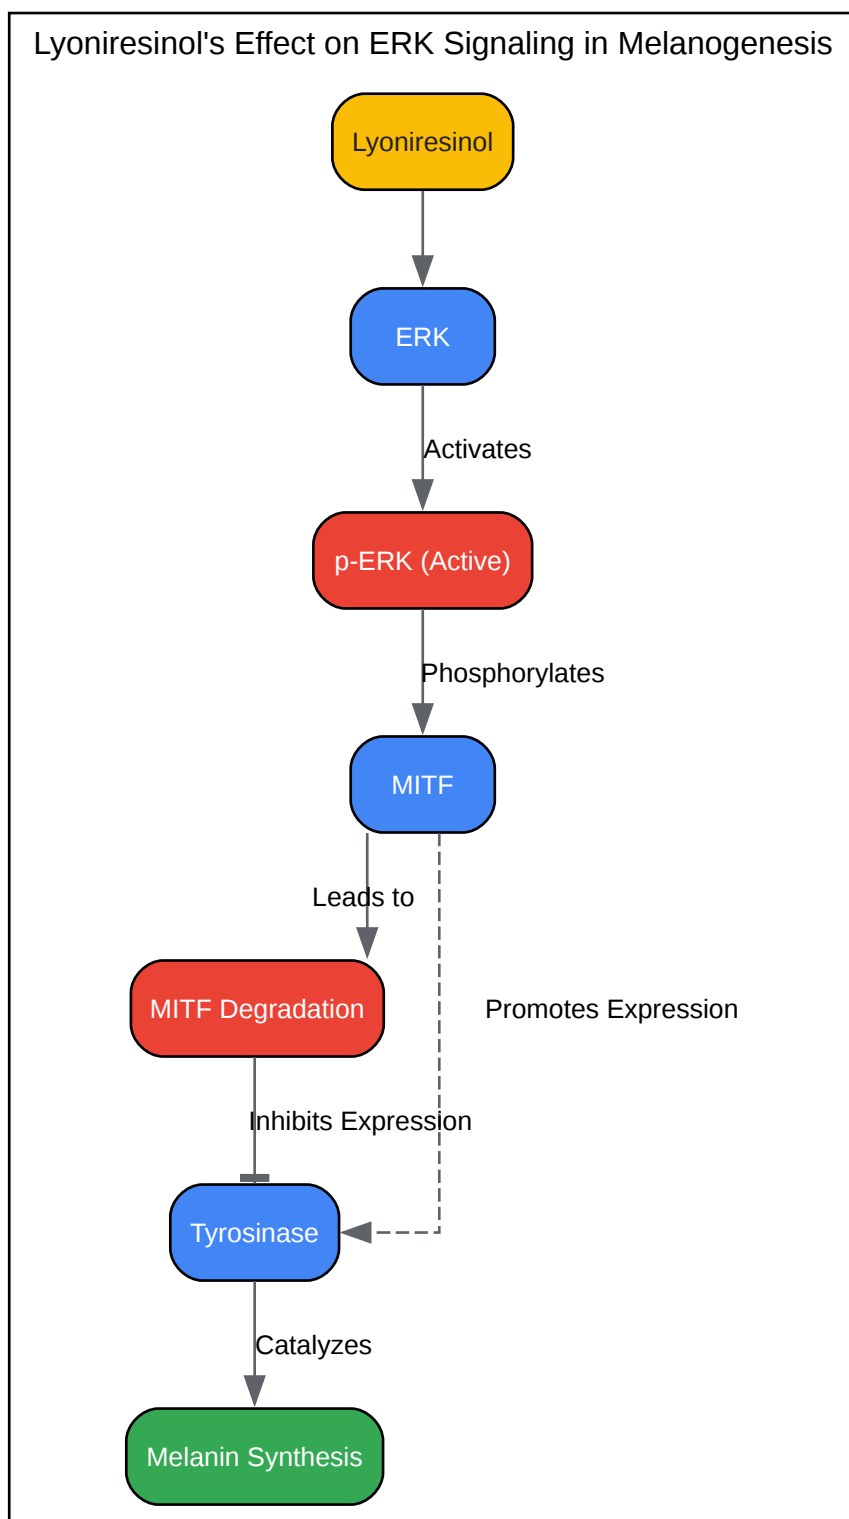 Lyoniresinol's Effect on ERK Signaling in Melanogenesis
Lyoniresinol
ERK
Activates
p-ERK (Active)
Phosphorylates
MITF
Leads to
MITF Degradation
Promotes Expression
Inhibits Expression
Tyrosinase
Catalyzes
Melanin Synthesis